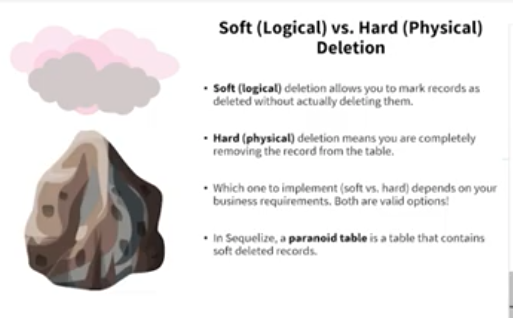 Soft (Logical) vs. Hard (Physical)
Deletion
• Soft (logical) deletion allows you to mark records as
deleted without actually deleting them.
• Hard (physical) deletion means you are completely
removing the record from the table.
• Which one to implement (soft vs. hard) depends on your
business requirements. Both are valid options!
• In Sequelize, a paranoid table is a table that contains
soft deleted records.